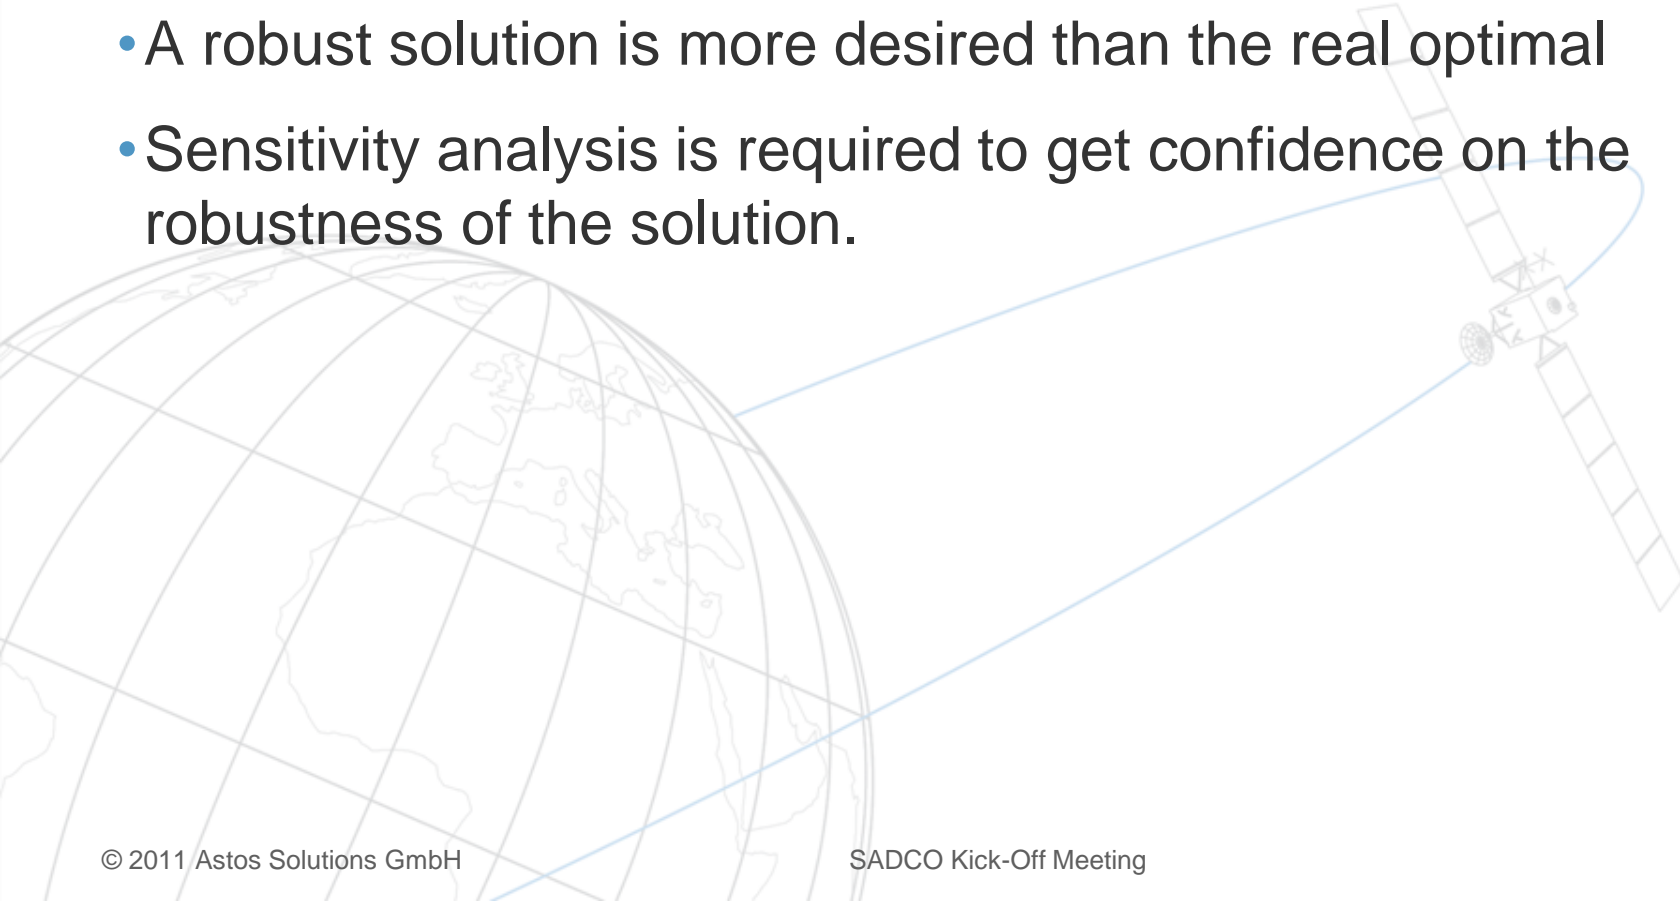 • A robust solution is more desired than the real optimal
• Sensitivity analysis is required to get confidence on the
robustness of the solution.
© 2011 Astos Solutions GmbH
SADCO Kick-Off Meeting